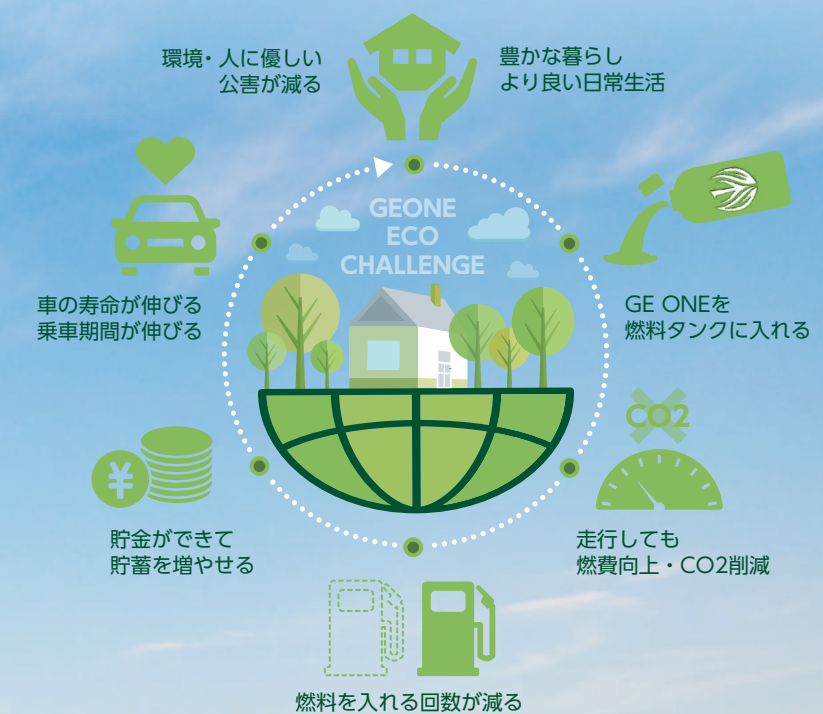 環境・人に優しい
公害が減る
豊かな暮らし
より良い日常生活
GEONE
ECO
CHALLENGE
GE ONEを
燃料タンクに入れる
CO2
走行しても
燃費向上・CO2削減
燃料を入れる回数が減る
¥
貯金ができて
貯蓄を増やせる
車の寿命が伸びる
乗車期間が伸びる